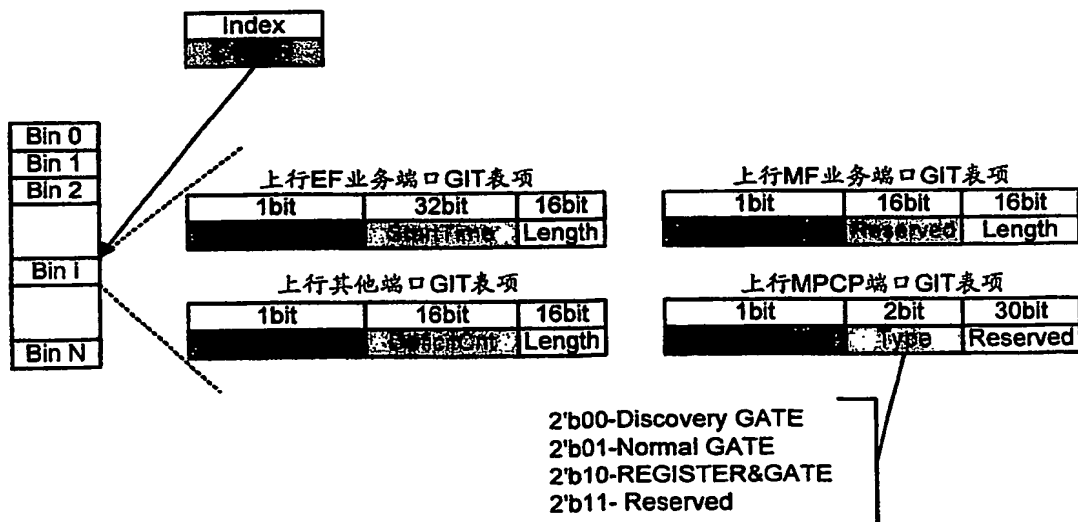 Index
Bin 0
Bin 1
Bin 2
Bin i
Bin N
上行EF业务端口GIT表项
1bit 32bit 16bit
StartTime Length
上行MF业务端口GIT表项
1bit 16bit 16bit
Reserved Length
上行其他端口GIT表项
1bit 16bit 16bit
DeficitCnt Length
上行MPCP端口GIT表项
1bit 2bit 30bit
Type Reserved
2'b00-Discovery GATE
2'b01-Normal GATE
2'b10-REGISTER&GATE
2'b11- Reserved